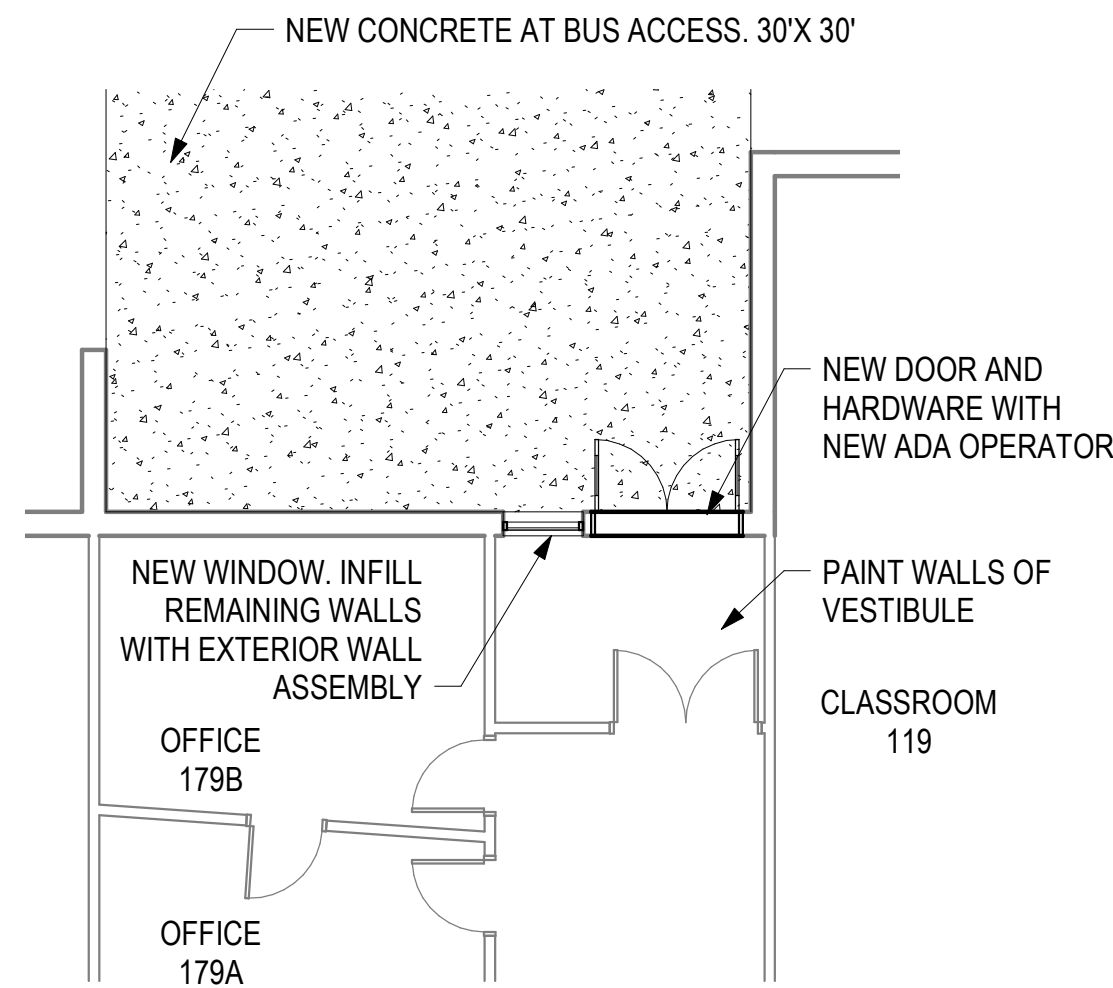 NEW CONCRETE AT BUS ACCESS. 30'X 30'
NEW DOOR AND
HARDWARE WITH
NEW ADA OPERATOR
NEW WINDOW. INFILL
REMAINING WALLS
WITH EXTERIOR WALL
ASSEMBLY
PAINT WALLS OF
VESTIBULE
CLASSROOM
119
OFFICE
179B
OFFICE
179A